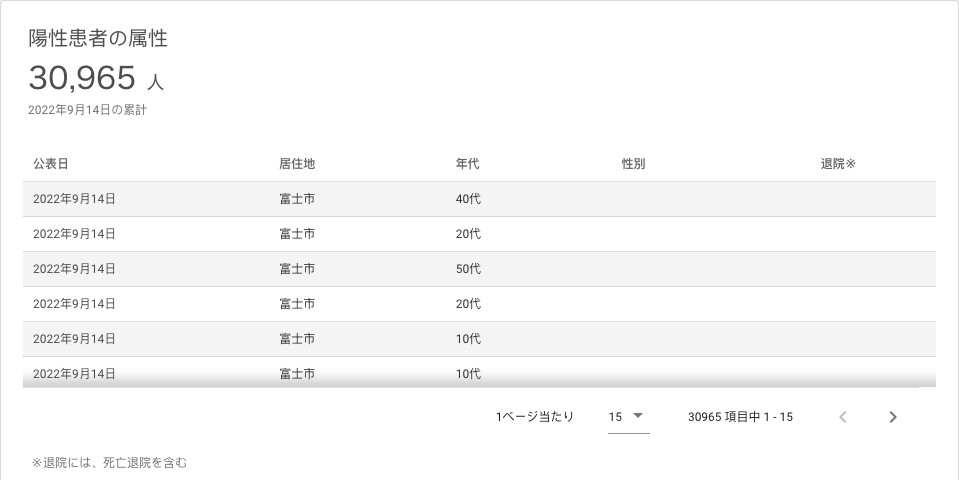 陽性患者の属性
30,965 人
2022年9月14日の累計
公表日 居住地 年代 性別 退院※
2022年9月14日 富士市 40代
2022年9月14日 富士市 20代
2022年9月14日 富士市 50代
2022年9月14日 富士市 20代
2022年9月14日 富士市 10代
2022年9月14日 富士市 10代
1ページ当たり 15 30965 項目中 1 - 15
※退院には、死亡退院を含む